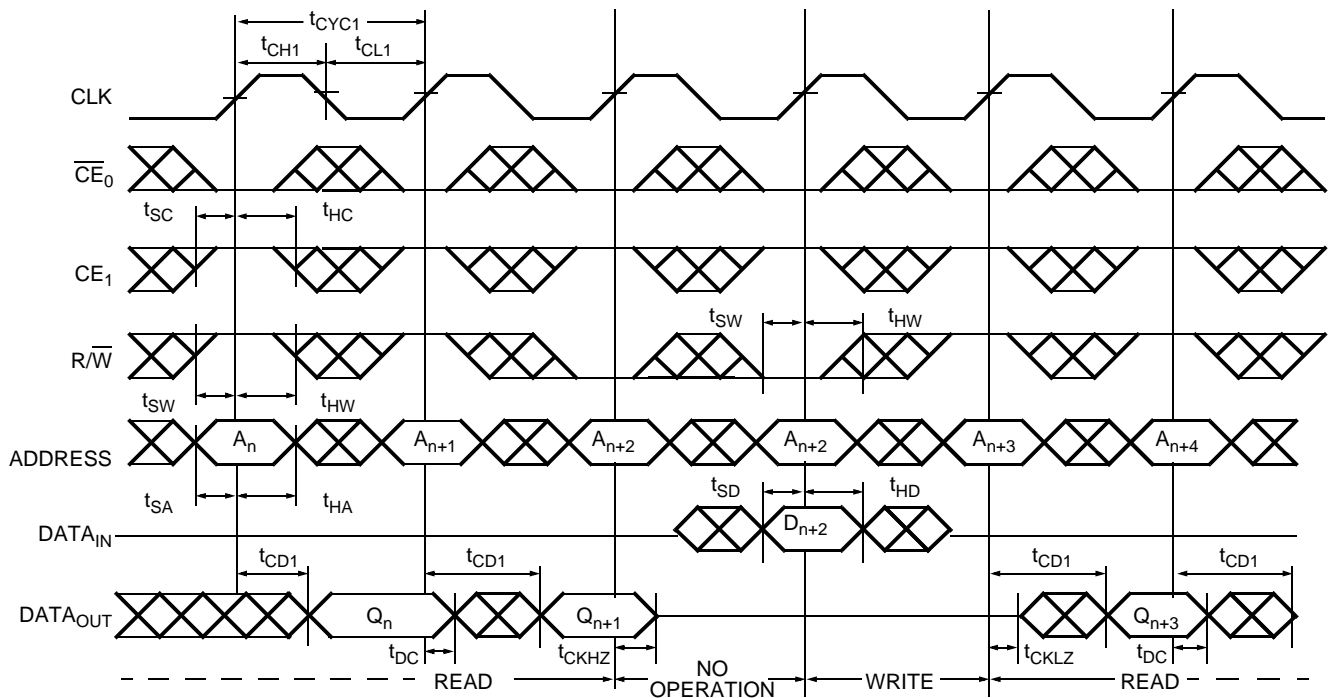 tCYC1
tCH1 tCL1
CLK
CE0
tSC tHC
CE1
tSW tHW
R/W
tSW tHW
ADDRESS An An+1 An+2 An+2 An+3 An+4
tSA tHA tSD tHD
DATAIN Dn+2
tCD1 tCD1 tCD1 tCD1
DATAOUT Qn Qn+1 Qn+3
tDC tCKHZ tCKLZ tDC
READ NO OPERATION WRITE READ